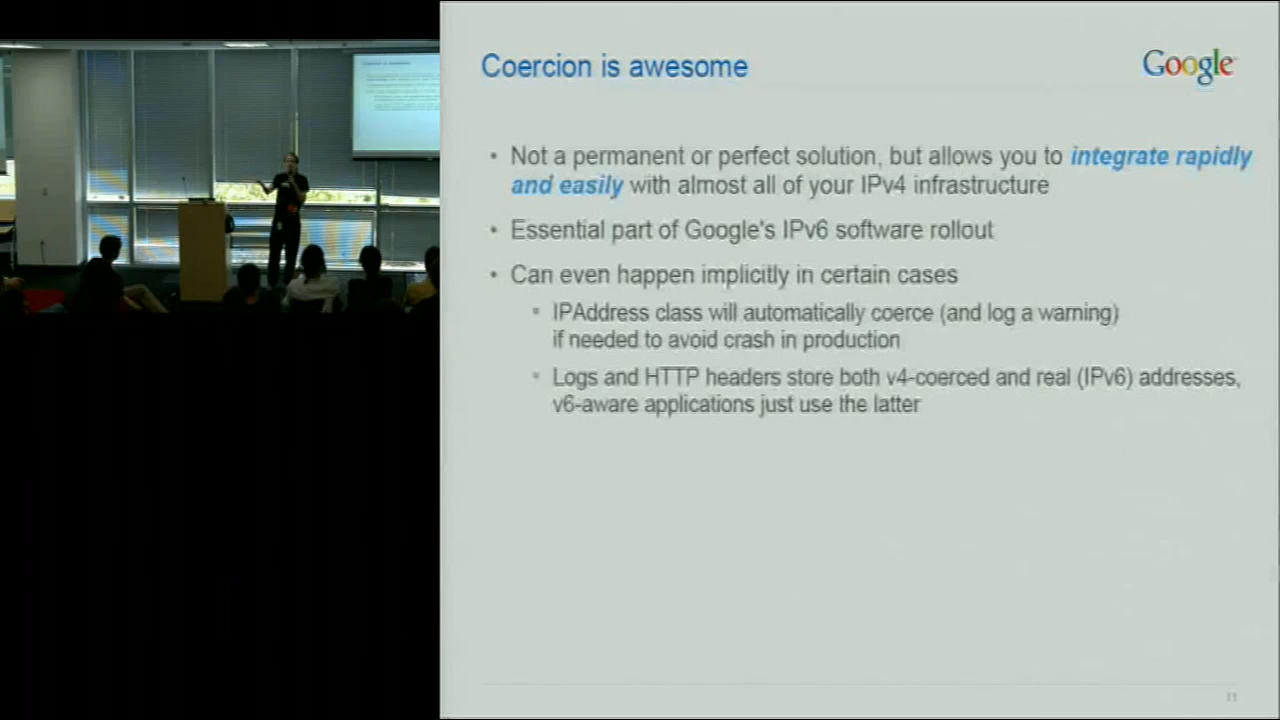 Coercion is awesome
Google
• Not a permanent or perfect solution, but allows you to integrate rapidly
and easily with almost all of your IPv4 infrastructure
• Essential part of Google's IPv6 software rollout
• Can even happen implicitly in certain cases
IPAddress class will automatically coerce (and log a warning)
if needed to avoid crash in production
Logs and HTTP headers store both v4-coerced and real (IPv6) addresses,
v6-aware applications just use the latter
11